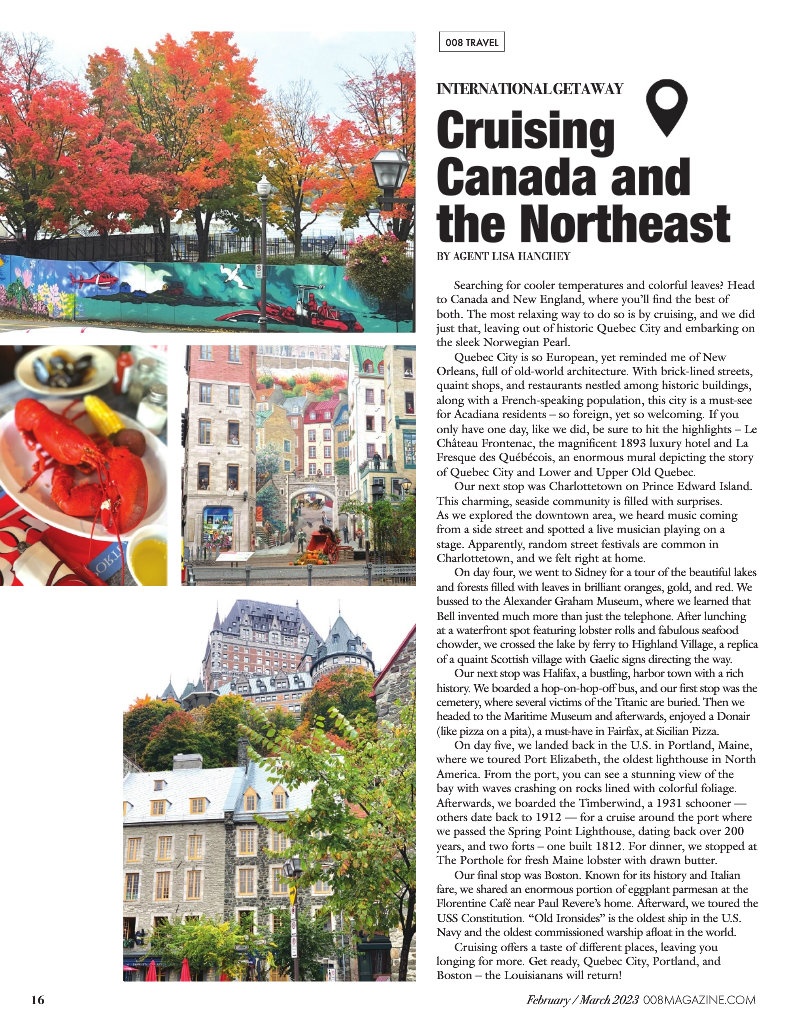 008 TRAVEL
INTERNATIONAL GETAWAY
Cruising
Canada and
the Northeast
BY AGENT LISA HANCHEY
Searching for cooler temperatures and colorful leaves? Head
to Canada and New England, where you'll find the best of
both. The most relaxing way to do so is by cruising, and we did
just that, leaving out of historic Quebec City and embarking on
the sleek Norwegian Pearl.
Quebec City is so European, yet reminded me of New
Orleans, full of old-world architecture. With brick-lined streets,
quaint shops, and restaurants nestled among historic buildings,
along with a French-speaking population, this city is a must-see
for Acadiana residents – so foreign, yet so welcoming. If you
only have one day, like we did, be sure to hit the highlights – Le
Château Frontenac, the magnificent 1893 luxury hotel and La
Fresque des Québécois, an enormous mural depicting the story
of Quebec City and Lower and Upper Old Quebec.
Our next stop was Charlottetown on Prince Edward Island.
This charming, seaside community is filled with surprises.
As we explored the downtown area, we heard music coming
from a side street and spotted a live musician playing on a
stage. Apparently, random street festivals are common in
Charlottetown, and we felt right at home.
On day four, we went to Sidney for a tour of the beautiful lakes
and forests filled with leaves in brilliant oranges, gold, and red. We
bussed to the Alexander Graham Museum, where we learned that
Bell invented much more than just the telephone. After lunching
at a waterfront spot featuring lobster rolls and fabulous seafood
chowder, we crossed the lake by ferry to Highland Village, a replica
of a quaint Scottish village with Gaelic signs directing the way.
Our next stop was Halifax, a bustling, harbor town with a rich
history. We boarded a hop-on-hop-off bus, and our first stop was the
cemetery, where several victims of the Titanic are buried. Then we
headed to the Maritime Museum and afterwards, enjoyed a Donair
(like pizza on a pita), a must-have in Fairfax, at Sicilian Pizza.
On day five, we landed back in the U.S. in Portland, Maine,
where we toured Port Elizabeth, the oldest lighthouse in North
America. From the port, you can see a stunning view of the
bay with waves crashing on rocks lined with colorful foliage.
Afterwards, we boarded the Timberwind, a 1931 schooner —
others date back to 1912 — for a cruise around the port where
we passed the Spring Point Lighthouse, dating back over 200
years, and two forts – one built 1812. For dinner, we stopped at
The Porthole for fresh Maine lobster with drawn butter.
Our final stop was Boston. Known for its history and Italian
fare, we shared an enormous portion of eggplant parmesan at the
Florentine Café near Paul Revere's home. Afterward, we toured the
USS Constitution. “Old Ironsides” is the oldest ship in the U.S.
Navy and the oldest commissioned warship afloat in the world.
Cruising offers a taste of different places, leaving you
longing for more. Get ready, Quebec City, Portland, and
Boston – the Louisianans will return!
16
February / March 2023 008MAGAZINE.COM